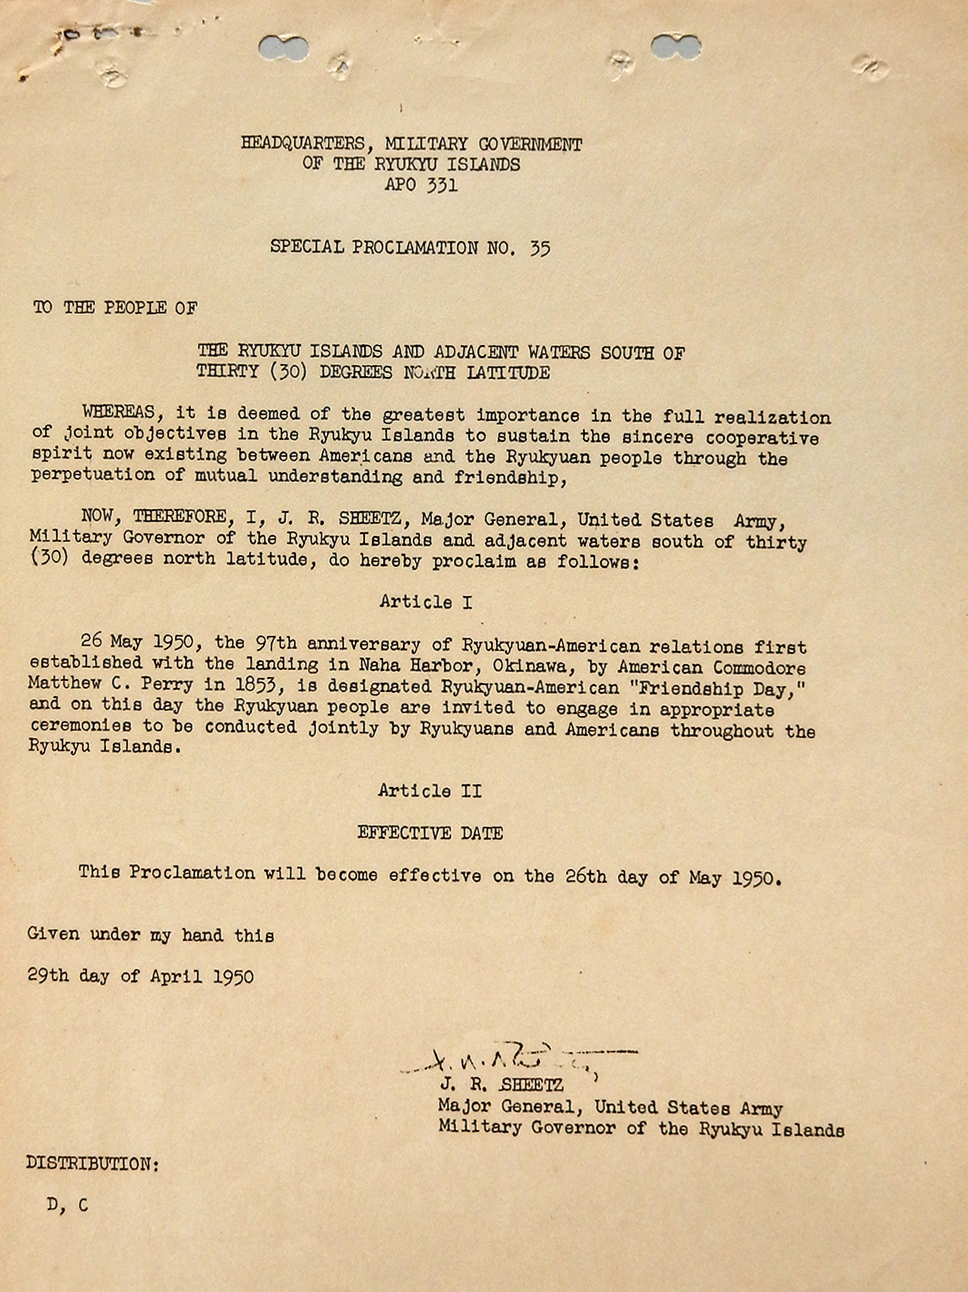 HEADQUARTERS, MILITARY GOVERNMENT
OF THE RYUKYU ISLANDS
APO 331
SPECIAL PROCLAMATION NO. 35
TO THE PEOPLE OF
THE RYUKYU ISLANDS AND ADJACENT WATERS SOUTH OF
THIRTY (30) DEGREES NORTH LATITUDE
WHEREAS, it is deemed of the greatest importance in the full realization
of joint objectives in the Ryukyu Islands to sustain the sincere cooperative
spirit now existing between Americans and the Ryukyuan people through the
perpetuation of mutual understanding and friendship,
NOW, THEREFORE, I, J. R. SHEETZ, Major General, United States Army,
Military Governor of the Ryukyu Islands and adjacent waters south of thirty
(30) degrees north latitude, do hereby proclaim as follows:
Article I
26 May 1950, the 97th anniversary of Ryukyuan-American relations first
established with the landing in Naha Harbor, Okinawa, by American Commodore
Matthew C. Perry in 1853, is designated Ryukyuan-American "Friendship Day,"
and on this day the Ryukyuan people are invited to engage in appropriate
ceremonies to be conducted jointly by Ryukyuans and Americans throughout the
Ryukyu Islands.
Article II
EFFECTIVE DATE
This Proclamation will become effective on the 26th day of May 1950.
Given under my hand this
29th day of April 1950
J. R. SHEETZ
Major General, United States Army
Military Governor of the Ryukyu Islands
DISTRIBUTION:
D, C